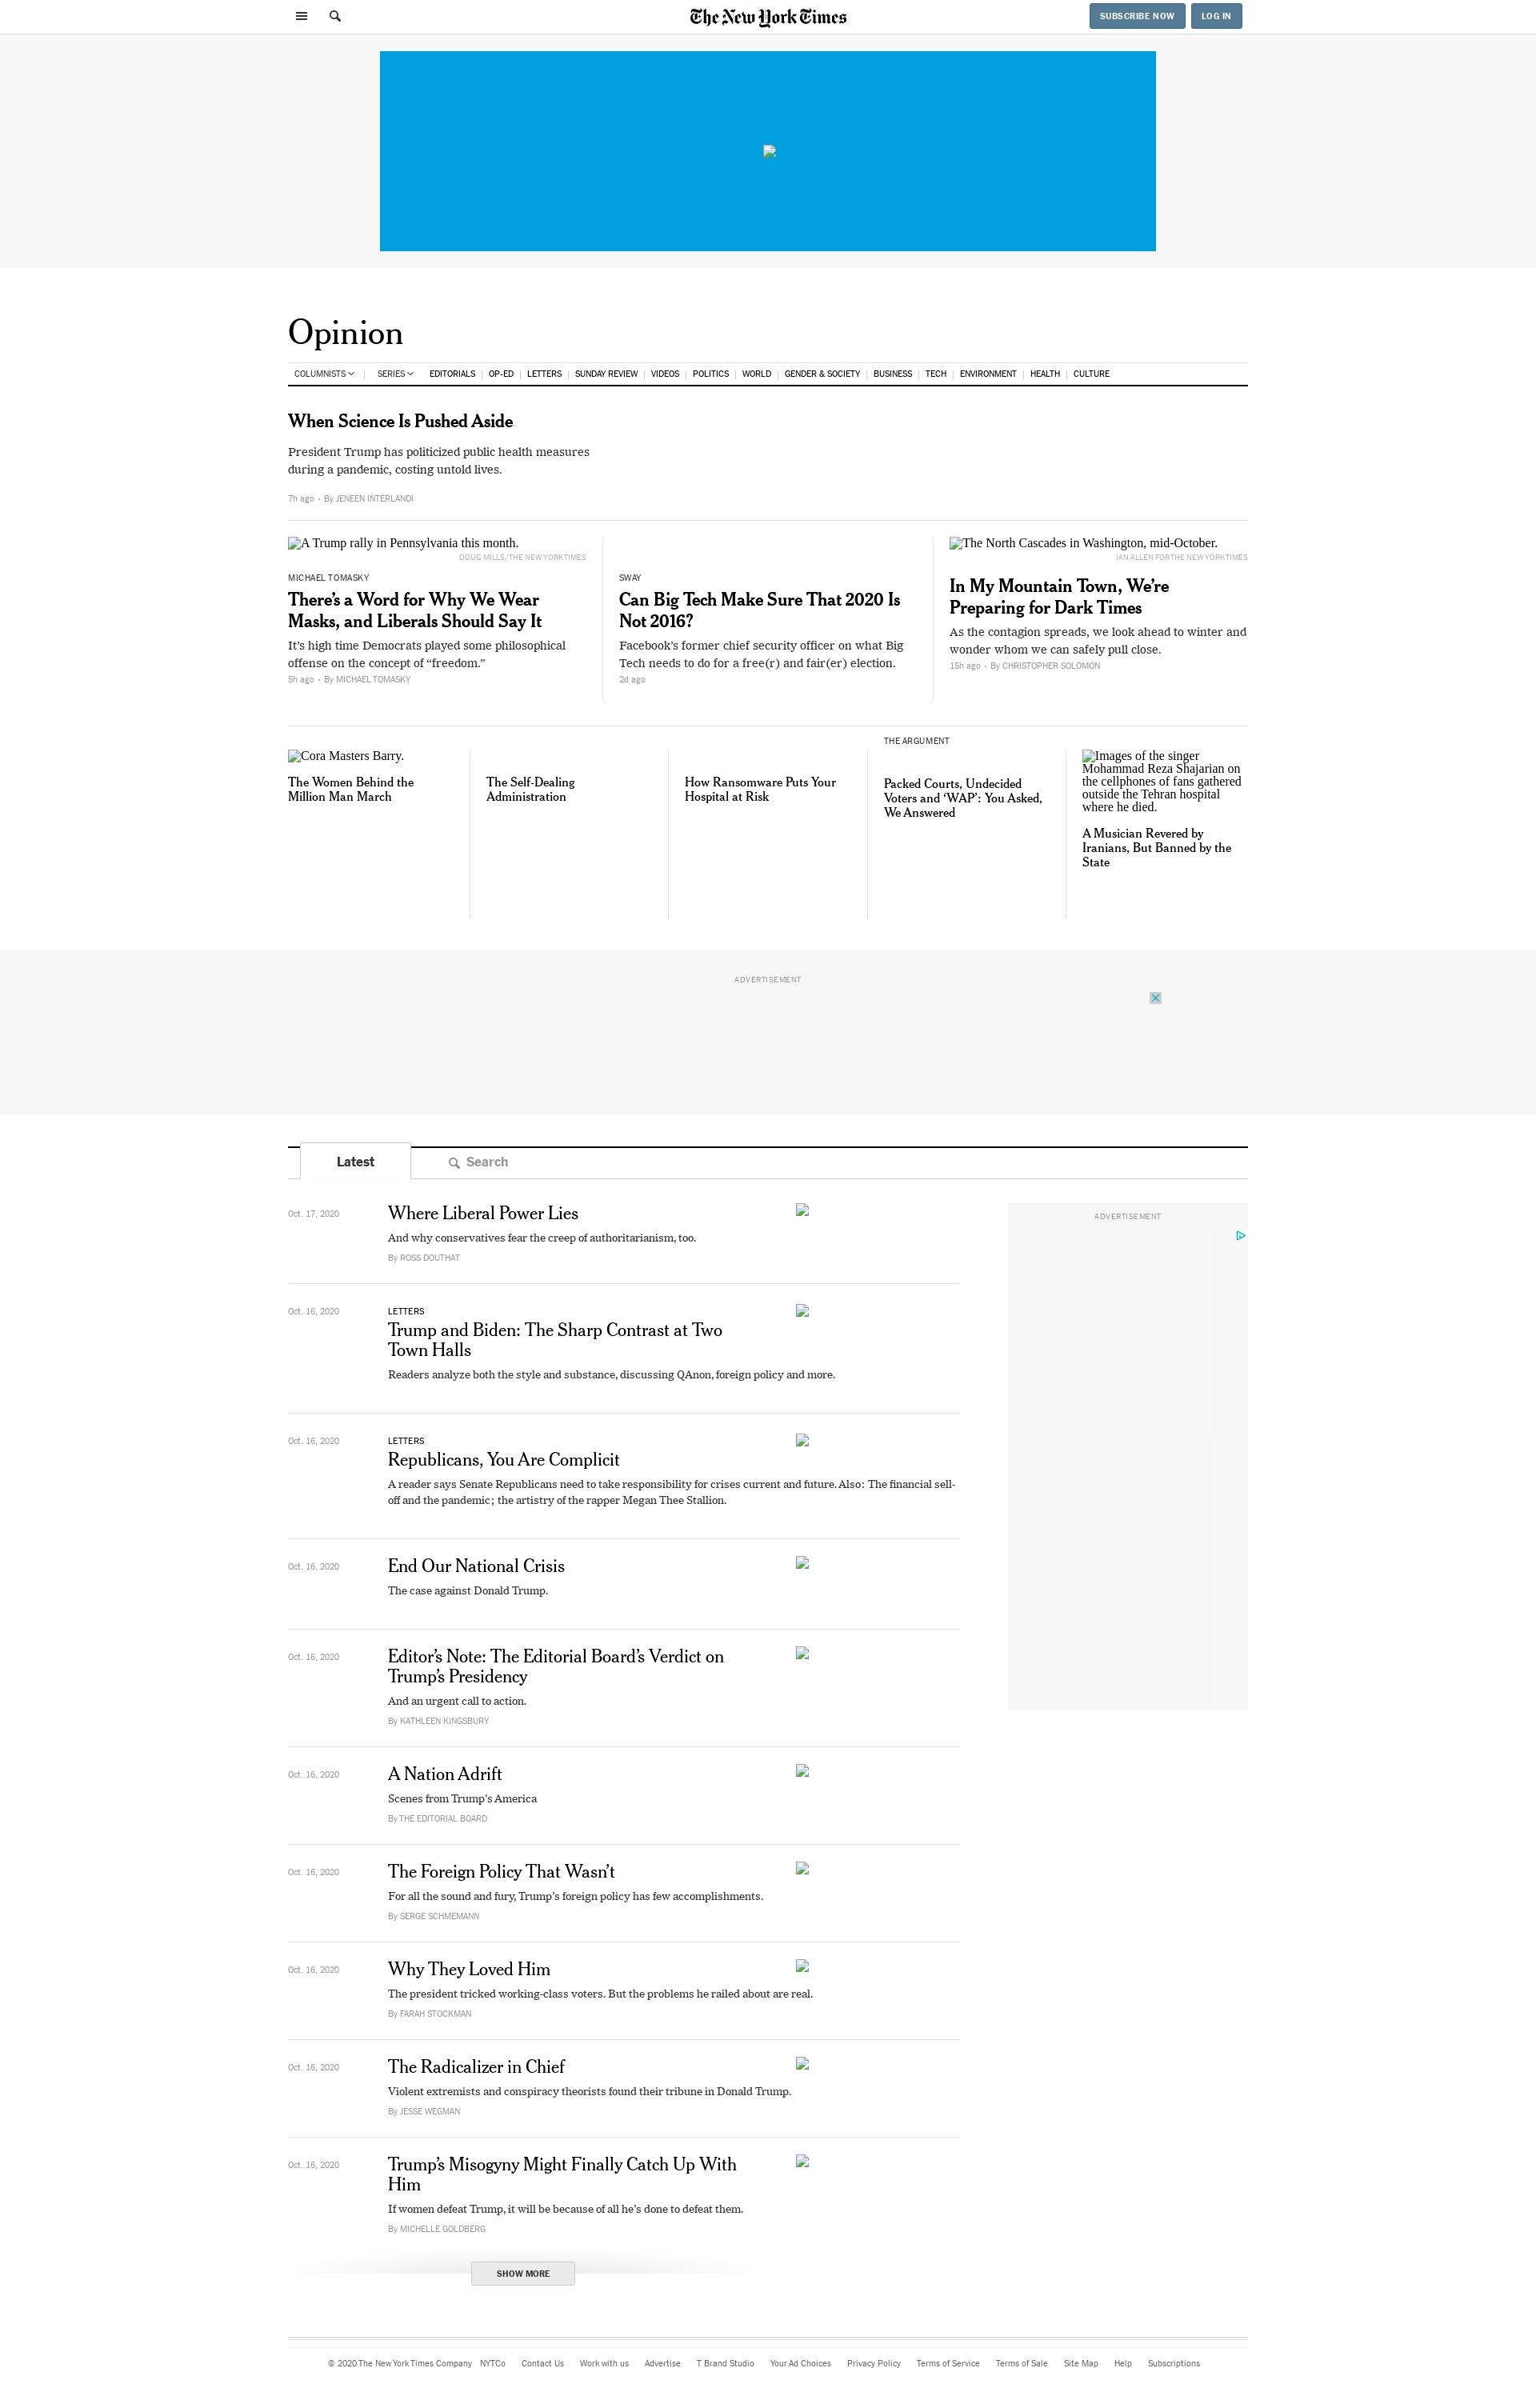 The New York Times
SUBSCRIBE NOW
LOG IN
Opinion
COLUMNISTS
SERIES
EDITORIALS
OP-ED
LETTERS
SUNDAY REVIEW
VIDEOS
POLITICS
WORLD
GENDER & SOCIETY
BUSINESS
TECH
ENVIRONMENT
HEALTH
CULTURE
When Science Is Pushed Aside
President Trump has politicized public health measures
during a pandemic, costing untold lives.
7h ago • By JENEEN INTERLANDI
A Trump rally in Pennsylvania this month.
DOUG MILLS/THE NEW YORK TIMES
MICHAEL TOMASKY
There’s a Word for Why We Wear
Masks, and Liberals Should Say It
It’s high time Democrats played some philosophical
offense on the concept of “freedom.”
5h ago • By MICHAEL TOMASKY
SWAY
Can Big Tech Make Sure That 2020 Is
Not 2016?
Facebook’s former chief security officer on what Big
Tech needs to do for a free(r) and fair(er) election.
2d ago
The North Cascades in Washington, mid-October.
IAN ALLEN FOR THE NEW YORK TIMES
In My Mountain Town, We’re
Preparing for Dark Times
As the contagion spreads, we look ahead to winter and
wonder whom we can safely pull close.
15h ago • By CHRISTOPHER SOLOMON
Cora Masters Barry.
The Women Behind the
Million Man March
The Self-Dealing
Administration
How Ransomware Puts Your
Hospital at Risk
THE ARGUMENT
Packed Courts, Undecided
Voters and ‘WAP’: You Asked,
We Answered
Images of the singer
Mohammad Reza Shajarian on
the cellphones of fans gathered
outside the Tehran hospital
where he died.
A Musician Revered by
Iranians, But Banned by the
State
ADVERTISEMENT
Latest
Search
Oct. 17, 2020
Where Liberal Power Lies
And why conservatives fear the creep of authoritarianism, too.
By ROSS DOUTHAT
ADVERTISEMENT
Oct. 16, 2020
LETTERS
Trump and Biden: The Sharp Contrast at Two
Town Halls
Readers analyze both the style and substance, discussing QAnon, foreign policy and more.
Oct. 16, 2020
LETTERS
Republicans, You Are Complicit
A reader says Senate Republicans need to take responsibility for crises current and future. Also: The financial sell-
off and the pandemic; the artistry of the rapper Megan Thee Stallion.
Oct. 16, 2020
End Our National Crisis
The case against Donald Trump.
Oct. 16, 2020
Editor’s Note: The Editorial Board’s Verdict on
Trump’s Presidency
And an urgent call to action.
By KATHLEEN KINGSBURY
Oct. 16, 2020
A Nation Adrift
Scenes from Trump’s America
By THE EDITORIAL BOARD
Oct. 16, 2020
The Foreign Policy That Wasn’t
For all the sound and fury, Trump’s foreign policy has few accomplishments.
By SERGE SCHMEMANN
Oct. 16, 2020
Why They Loved Him
The president tricked working-class voters. But the problems he railed about are real.
By FARAH STOCKMAN
Oct. 16, 2020
The Radicalizer in Chief
Violent extremists and conspiracy theorists found their tribune in Donald Trump.
By JESSE WEGMAN
Oct. 16, 2020
Trump’s Misogyny Might Finally Catch Up With
Him
If women defeat Trump, it will be because of all he’s done to defeat them.
By MICHELLE GOLDBERG
SHOW MORE
© 2020 The New York Times Company
NYTCo
Contact Us
Work with us
Advertise
T Brand Studio
Your Ad Choices
Privacy Policy
Terms of Service
Terms of Sale
Site Map
Help
Subscriptions